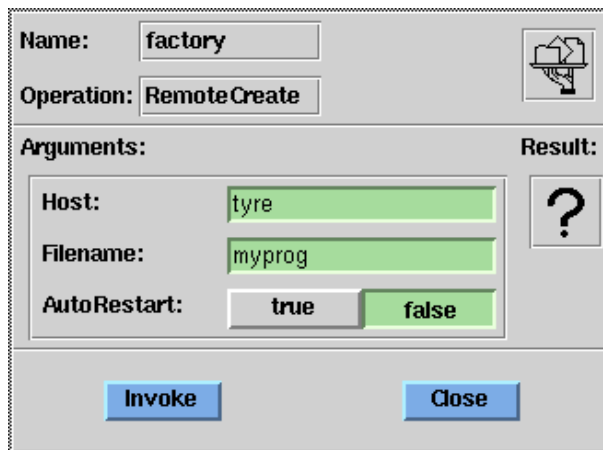 Name: factory
Operation: RemoteCreate
Arguments: Result:
Host: tyre
?
Filename: myprog
AutoRestart: true false
Invoke Close